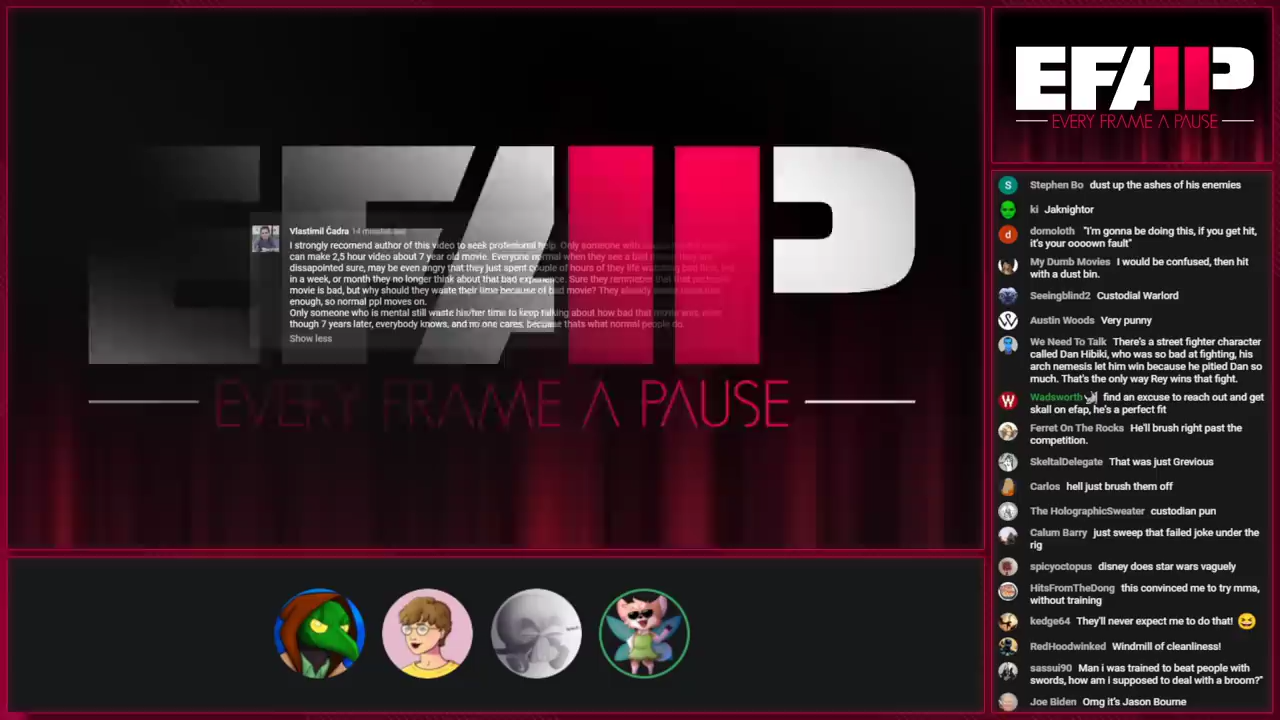 EFAP
EVERY FRAME A PAUSE
Vlastimil Čadra 14 minutes ago
I strongly recomend author of this video to seek profesional help. Only someone with
can make 2,5 hour video about 7 year old movie. Everyone normal when they see a bad
dissapointed sure, may be even angry that they just spent couple of hours of they life
in a week, or month they no longer think about that bad experience. Sure they remember that
movie is bad, but why should they waste their time because of bad movie? They already
enough, so normal ppl moves on.
Only someone who is mental still waste his/her time to keep talking about how bad that movie was, even
though 7 years later, everybody knows, and no one cares, because thats what normal people do.
Show less
EFAP
EVERY FRAME A PAUSE
S Stephen Bo dust up the ashes of his enemies
ki Jaknightor
d domoloth "I'm gonna be doing this, if you get hit,
it's your oooown fault"
My Dumb Movies I would be confused, then hit
with a dust bin.
Seeingblind2 Custodial Warlord
Austin Woods Very punny
We Need To Talk There's a street fighter character
called Dan Hibiki, who was so bad at fighting, his
arch nemesis let him win because he pitied Dan so
much. That's the only way Rey wins that fight.
W Wadsworth find an excuse to reach out and get
skall on efap, he's a perfect fit
Ferret On The Rocks He'll brush right past the
competition.
SkeltalDelegate That was just Grevious
Carlos hell just brush them off
The HolographicSweater custodian pun
Calum Barry just sweep that failed joke under the
rig
spicyoctopus disney does star wars vaguely
HitsFromTheDong this convinced me to try mma,
without training
kedge64 They'll never expect me to do that! 😆
RedHoodwinked Windmill of cleanliness!
sassui90 Man i was trained to beat people with
swords, how am i supposed to deal with a broom?"
Joe Biden Omg it's Jason Bourne